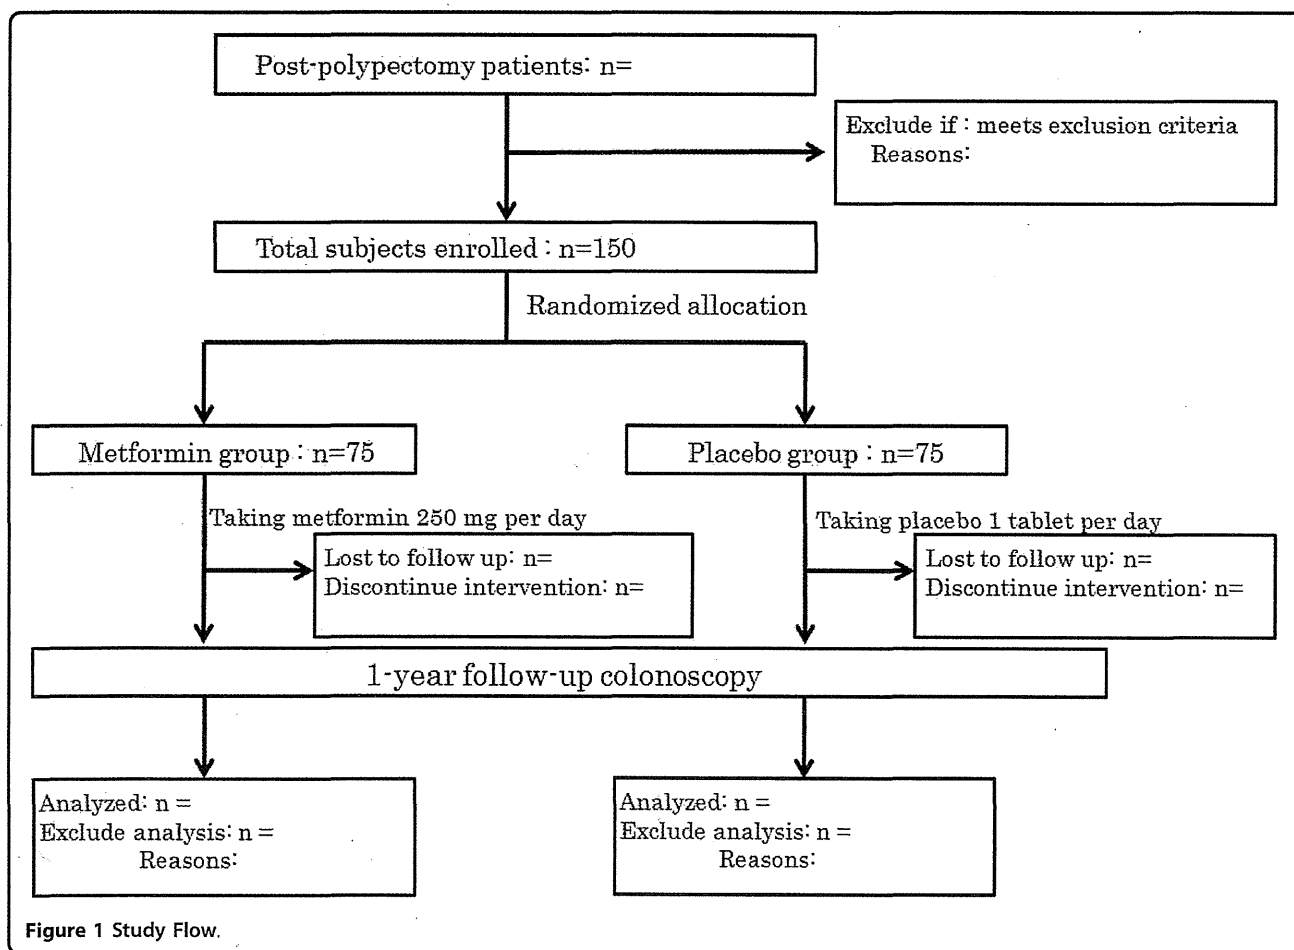 Post-polypectomy patients: n=
Exclude if : meets exclusion criteria
Reasons:
Total subjects enrolled : n=150
Randomized allocation
Metformin group : n=75
Placebo group : n=75
Taking metformin 250 mg per day
Taking placebo 1 tablet per day
Lost to follow up: n=
Discontinue intervention: n=
Lost to follow up: n=
Discontinue intervention: n=
1-year follow-up colonoscopy
Analyzed: n =
Exclude analysis: n =
Reasons:
Analyzed: n =
Exclude analysis: n =
Reasons:
Figure 1 Study Flow.